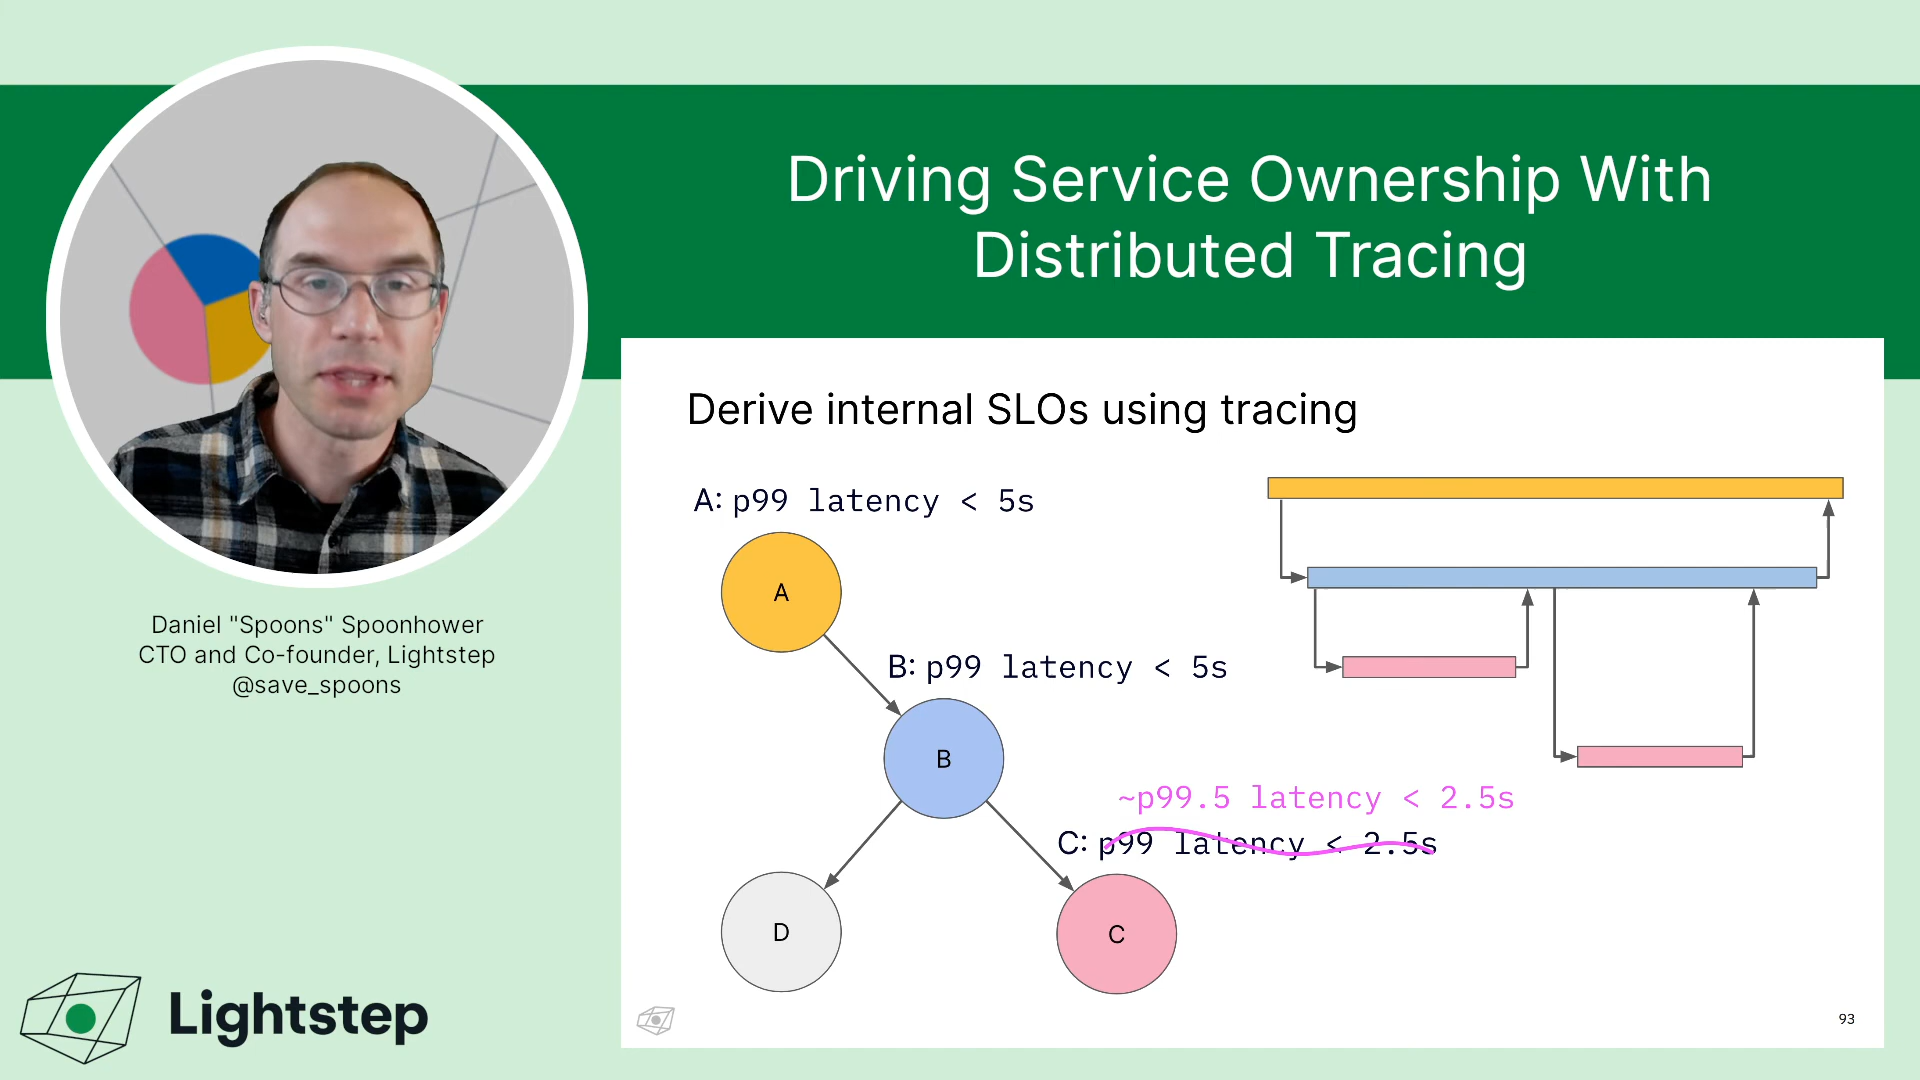 Driving Service Ownership With
Distributed Tracing
Daniel "Spoons" Spoonhower
CTO and Co-founder, Lightstep
@save_spoons
Lightstep
Derive internal SLOs using tracing
A: p99 latency < 5s
A
B: p99 latency < 5s
B
~p99.5 latency < 2.5s
C: p99 latency < 2.5s
D
C
93